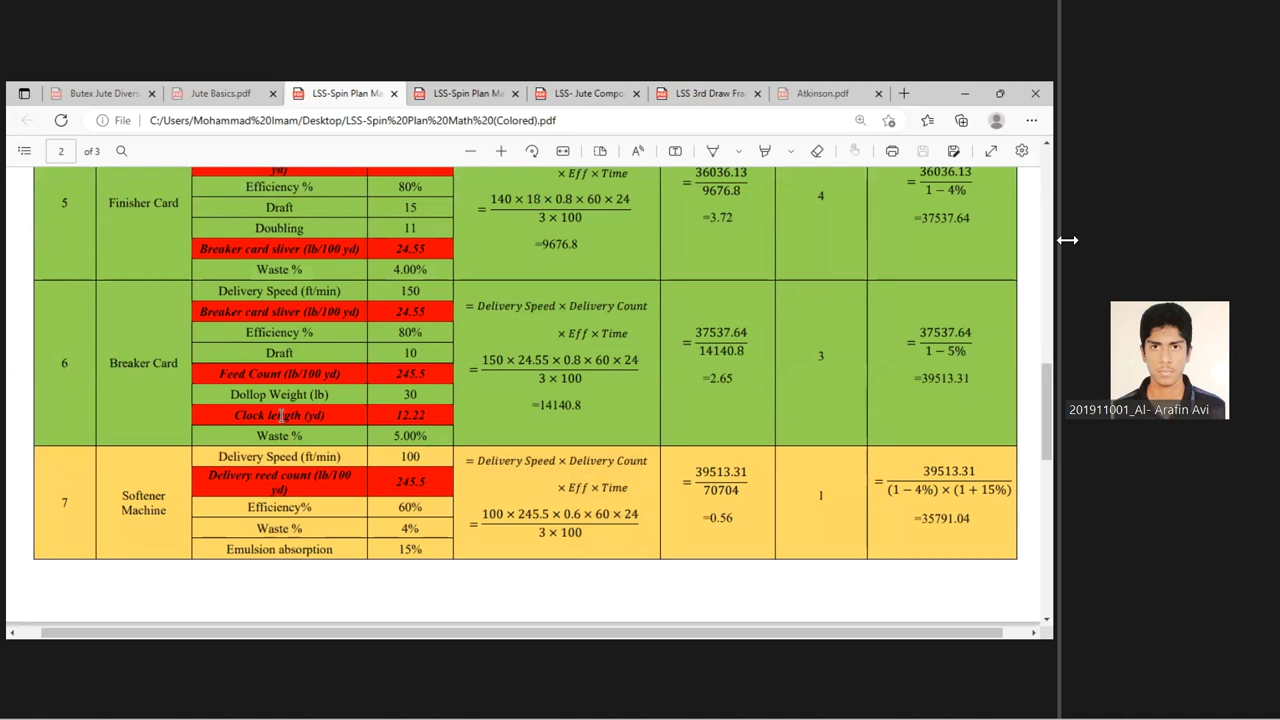 Butex Jute Divers
Jute Basics.pdf
LSS-Spin Plan Ma
LSS-Spin Plan M
LSS- Jute Compo
LSS 3rd Draw Fra
Atkinson.pdf
File
C:/Users/Mohammad%20Imam/Desktop/LSS-Spin%20Plan%20Math%20(Colored).pdf
2 of 3
yd)
× Eff × Time
36036.13
9676.8
=
36036.13
1 − 4%
=
5
Finisher Card
Efficiency %
80%
Draft
15
Doubling
11
Breaker card sliver (lb/100 yd)
24.55
Waste %
4.00%
=
140 × 18 × 0.8 × 60 × 24
3 × 100
=9676.8
=3.72
4
=37537.64
6
Breaker Card
Delivery Speed (ft/min)
150
Breaker card sliver (lb/100 yd)
24.55
Efficiency %
80%
Draft
10
Feed Count (lb/100 yd)
245.5
Dollop Weight (lb)
30
Clock length (yd)
12.22
Waste %
5.00%
= Delivery Speed × Delivery Count
× Eff × Time
=
150 × 24.55 × 0.8 × 60 × 24
3 × 100
=14140.8
=
37537.64
14140.8
=2.65
3
=
37537.64
1 − 5%
=39513.31
7
Softener
Machine
Delivery Speed (ft/min)
100
Delivery reed count (lb/100
yd)
245.5
Efficiency%
60%
Waste %
4%
Emulsion absorption
15%
= Delivery Speed × Delivery Count
× Eff × Time
=
100 × 245.5 × 0.6 × 60 × 24
3 × 100
=
39513.31
70704
=0.56
1
=
39513.31
(1 − 4%) × (1 + 15%)
=35791.04
201911001_Al- Arafin Avi